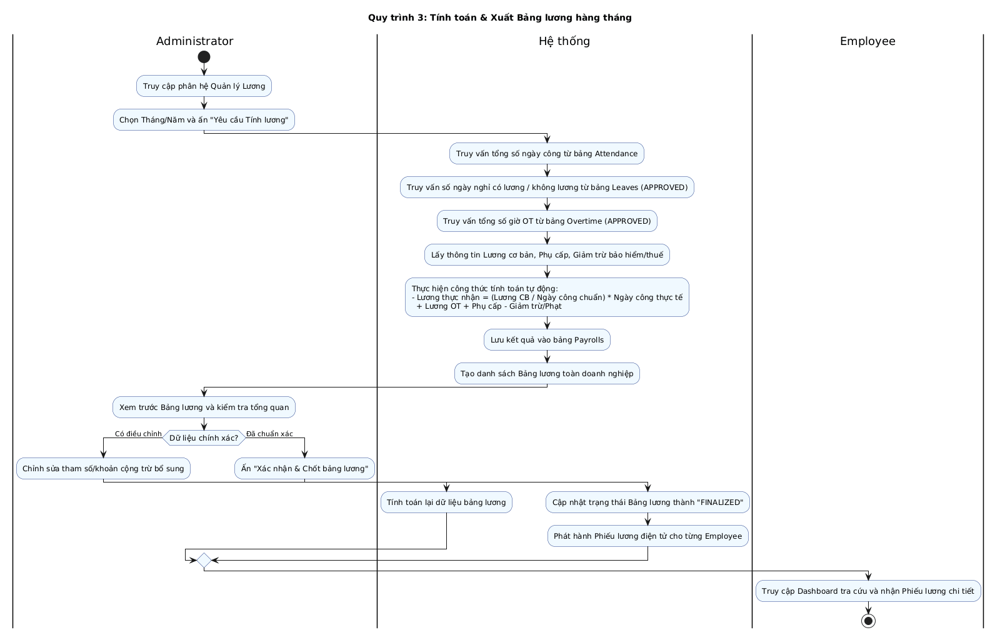 Quy trình 3: Tính toán & Xuất Bảng lương hàng tháng
Administrator
Hệ thống
Employee
Truy cập phân hệ Quản lý Lương
Chọn Tháng/Năm và ấn "Yêu cầu Tính lương"
Truy vấn tổng số ngày công từ bảng Attendance
Truy vấn số ngày nghỉ có lương / không lương từ bảng Leaves (APPROVED)
Truy vấn tổng số giờ OT từ bảng Overtime (APPROVED)
Lấy thông tin Lương cơ bản, Phụ cấp, Giảm trừ bảo hiểm/thuế
Thực hiện công thức tính toán tự động:
- Lương thực nhận = (Lương CB / Ngày công chuẩn) * Ngày công thực tế
+ Lương OT + Phụ cấp - Giảm trừ/Phạt
Lưu kết quả vào bảng Payrolls
Tạo danh sách Bảng lương toàn doanh nghiệp
Xem trước Bảng lương và kiểm tra tổng quan
Có điều chỉnh
Dữ liệu chính xác?
Đã chuẩn xác
Chỉnh sửa tham số/khoản cộng trừ bổ sung
Ấn "Xác nhận & Chốt bảng lương"
Tính toán lại dữ liệu bảng lương
Cập nhật trạng thái Bảng lương thành "FINALIZED"
Phát hành Phiếu lương điện tử cho từng Employee
Truy cập Dashboard tra cứu và nhận Phiếu lương chi tiết